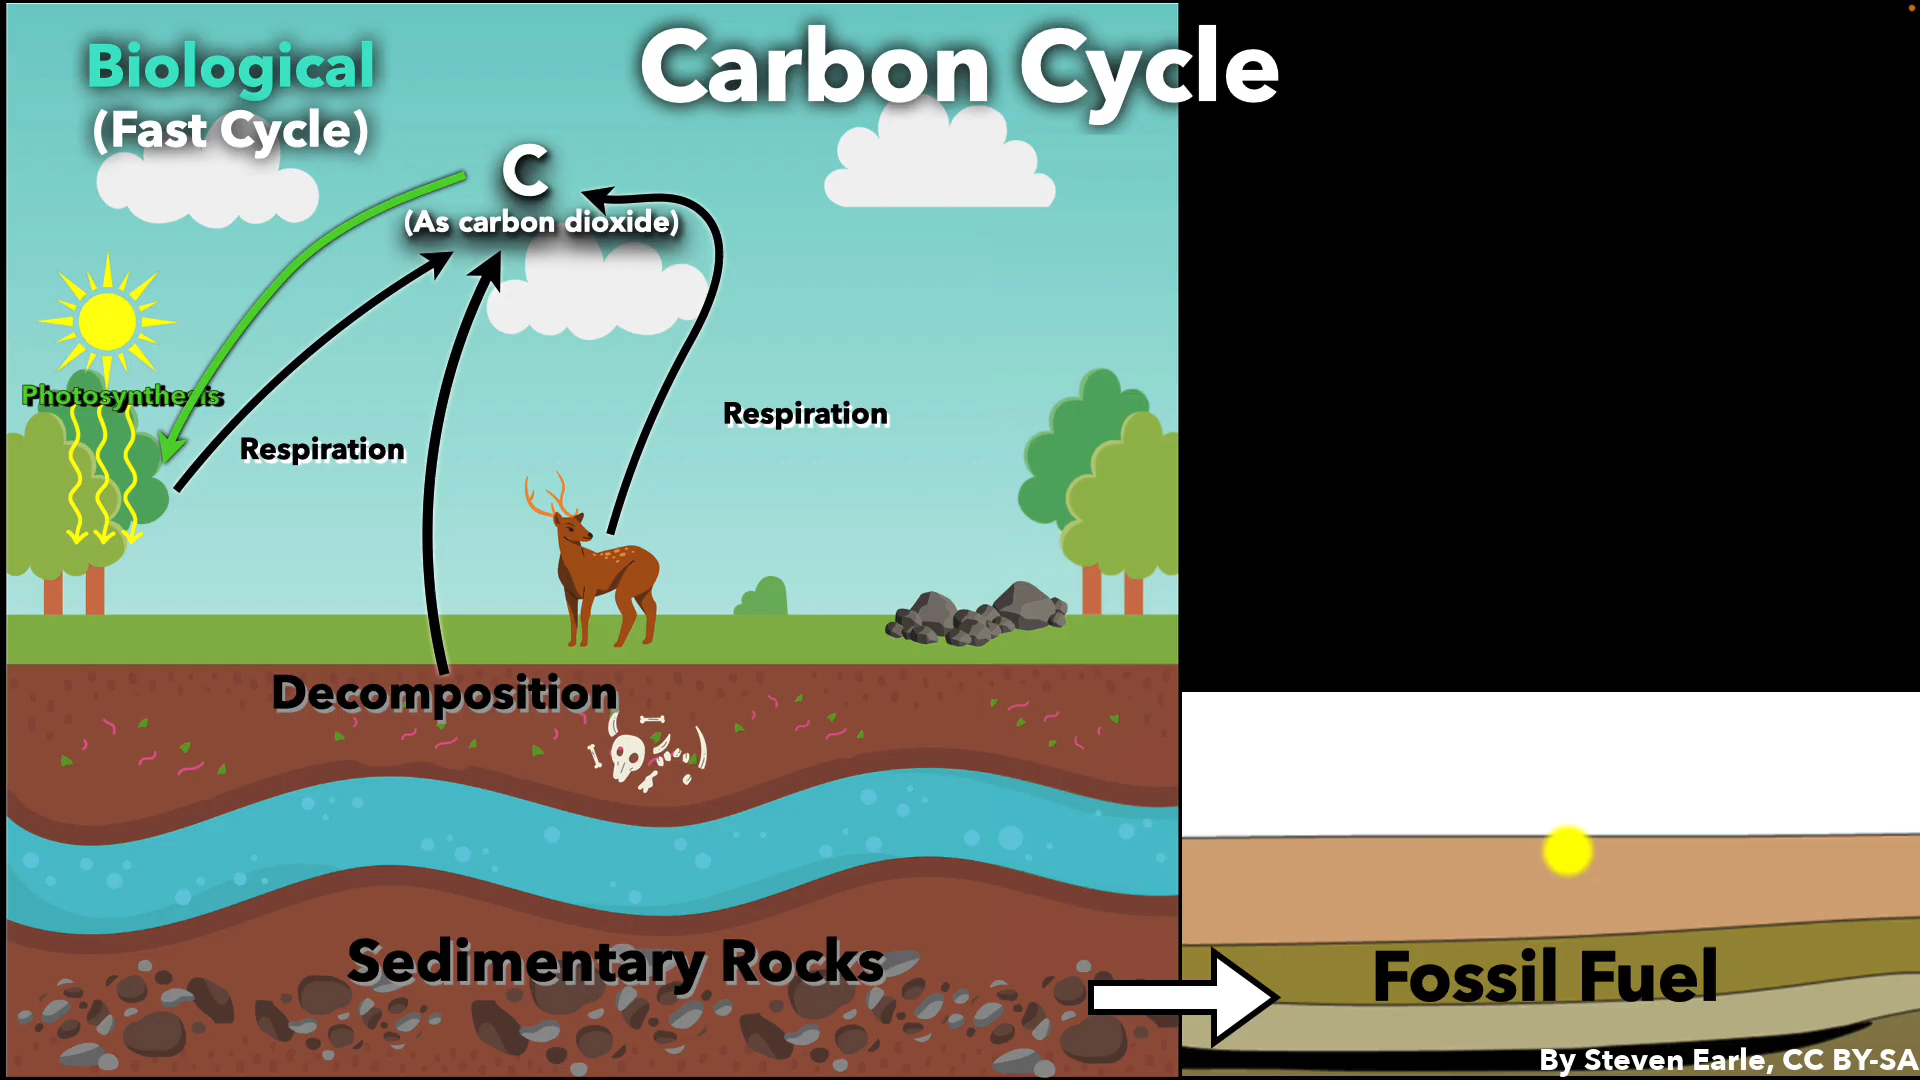 Carbon Cycle
Biological
(Fast Cycle)
C
(As carbon dioxide)
Photosynthesis
Respiration
Respiration
Decomposition
Sedimentary Rocks
Fossil Fuel
By Steven Earle, CC BY-SA